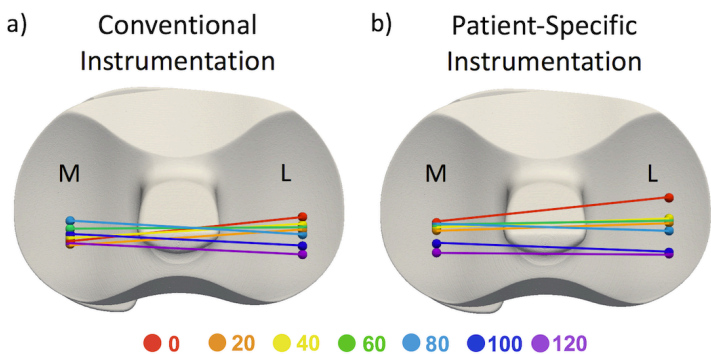 a)
Conventional
Instrumentation
b)
Patient-Specific
Instrumentation
M
L
M
L
0 20 40 60 80 100 120